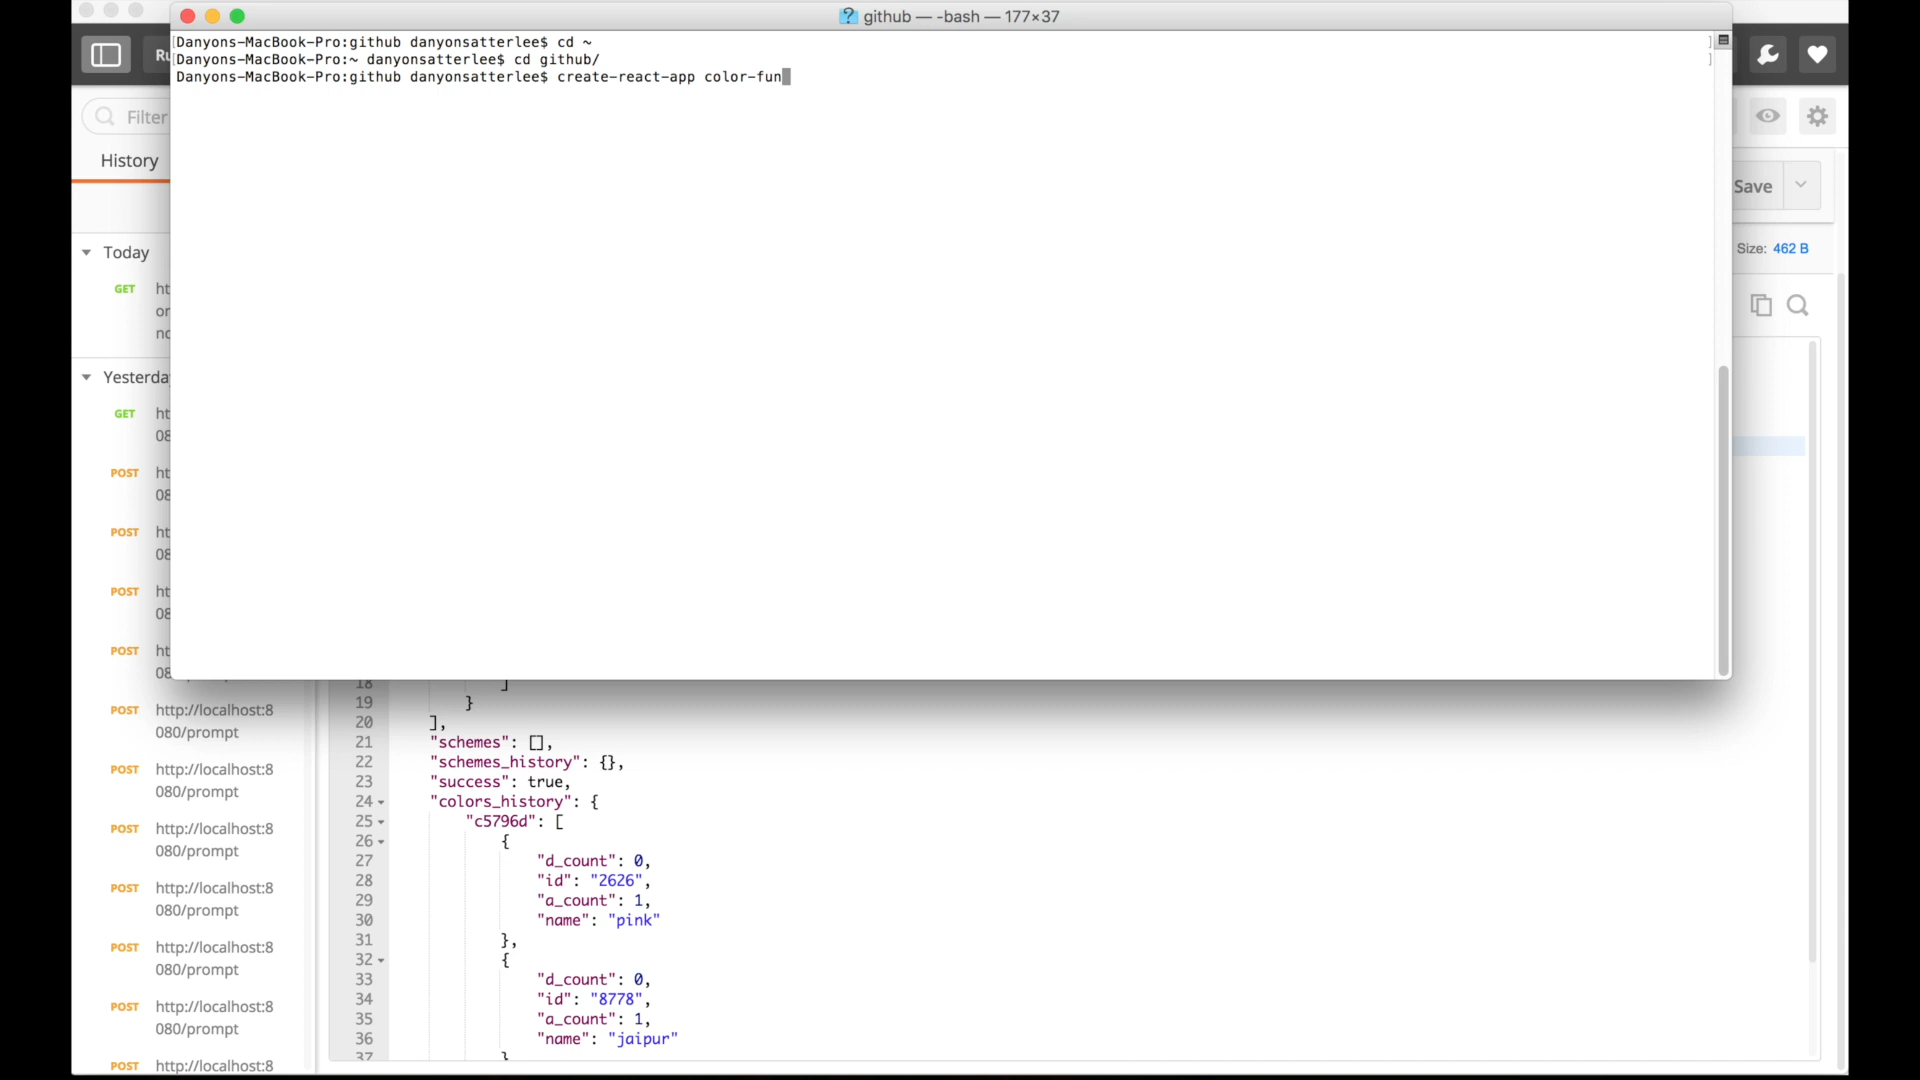 github — -bash — 177×37
Danyons-MacBook-Pro:github danyonsatterlee$ cd ~
Danyons-MacBook-Pro:~ danyonsatterlee$ cd github/
Danyons-MacBook-Pro:github danyonsatterlee$ create-react-app color-fun
Filter
History
Save
Today
Size: 462 B
GET
GET
POST
POST
POST
POST
POST http://localhost:8
080/prompt
POST http://localhost:8
080/prompt
POST http://localhost:8
080/prompt
POST http://localhost:8
080/prompt
POST http://localhost:8
080/prompt
POST http://localhost:8
080/prompt
POST http://localhost:8
18 ]
19 }
20 ],
21 "schemes": [],
22 "schemes_history": {},
23 "success": true,
24 "colors_history": {
25 "c5796d": [
26 {
27 "d_count": 0,
28 "id": "2626",
29 "a_count": 1,
30 "name": "pink"
31 },
32 {
33 "d_count": 0,
34 "id": "8778",
35 "a_count": 1,
36 "name": "jaipur"
37 }